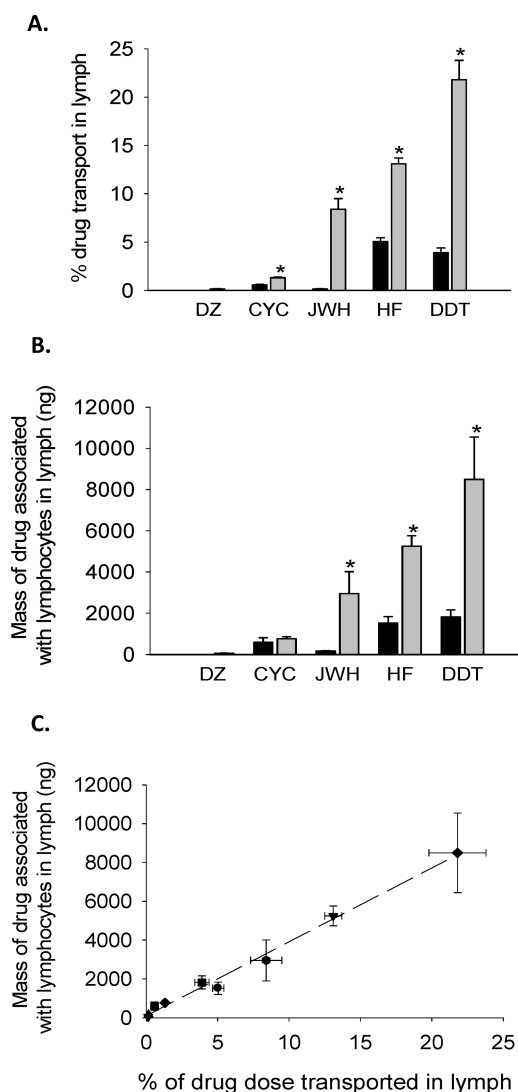 A.
% drug transport in lymph
25
20
15
10
5
0
*
*
*
*
DZ CYC JWH HF DDT
B.
Mass of drug associated
with lymphocytes in lymph (ng)
12000
10000
8000
6000
4000
2000
0
*
*
*
DZ CYC JWH HF DDT
C.
Mass of drug associated
with lymphocytes in lymph (ng)
12000
10000
8000
6000
4000
2000
0
0 5 10 15 20 25
% of drug dose transported in lymph